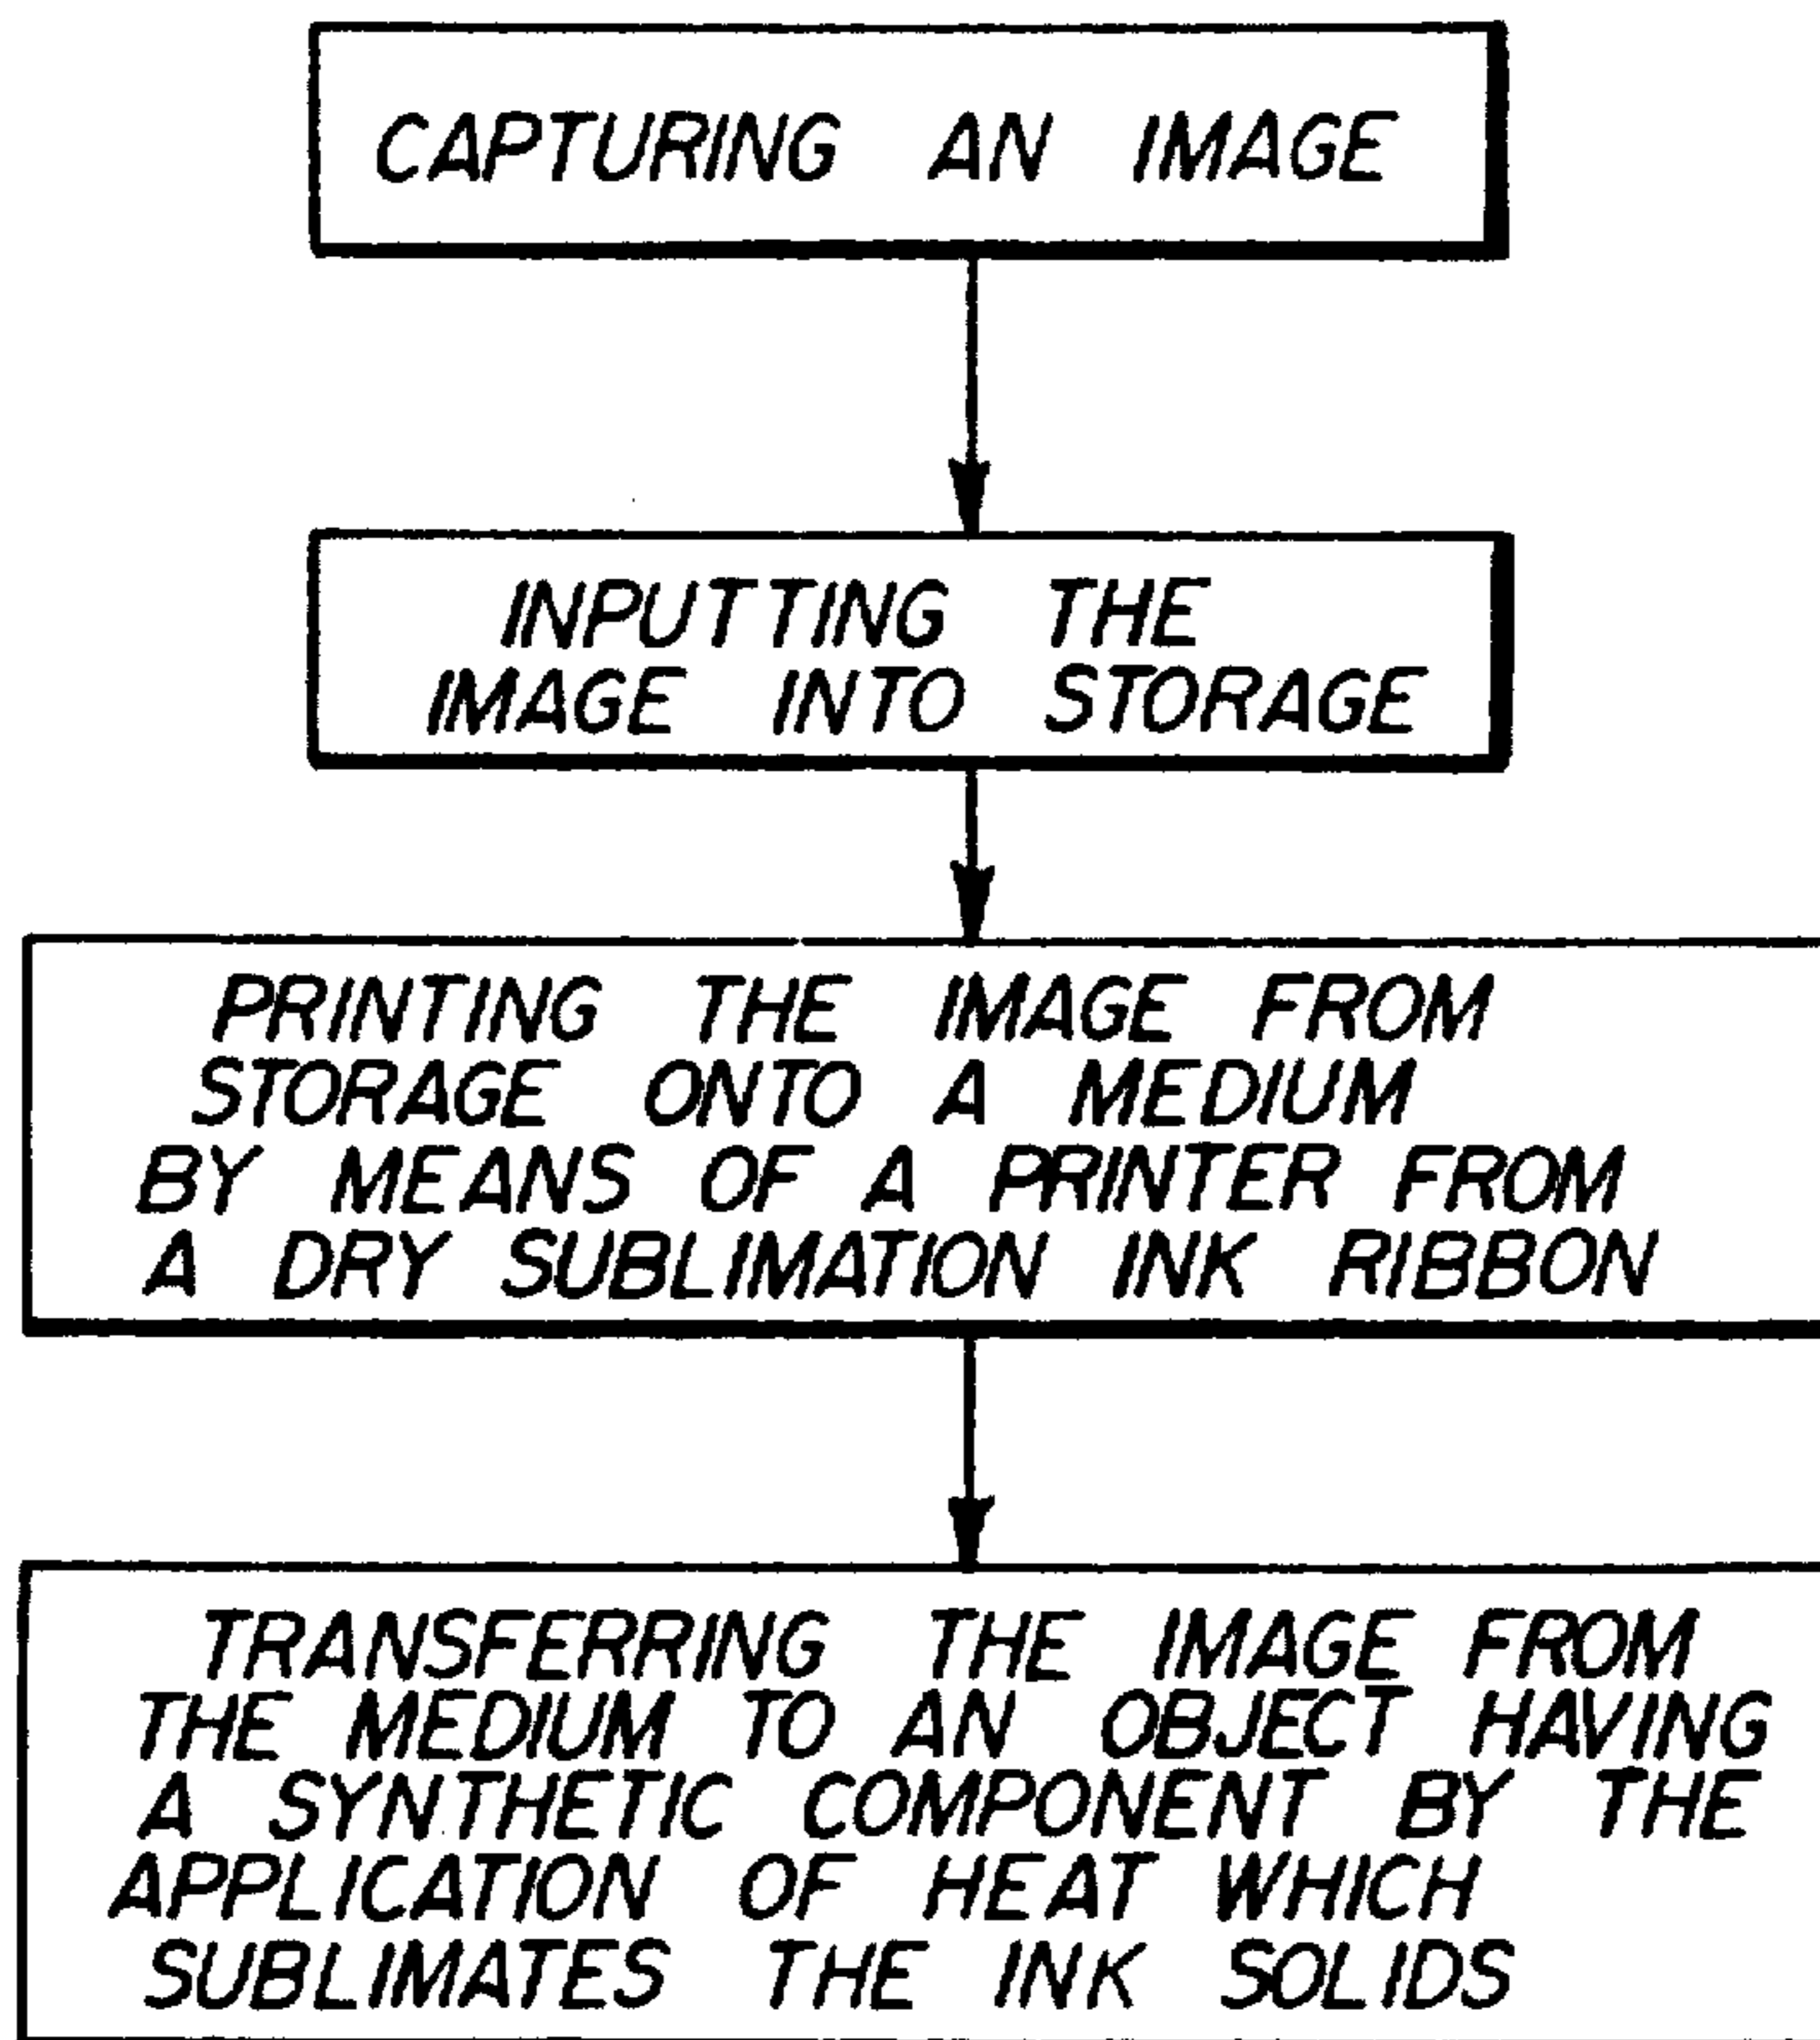 CAPTURING AN IMAGE
INPUTTING THE
IMAGE INTO STORAGE
PRINTING THE IMAGE FROM
STORAGE ONTO A MEDIUM
BY MEANS OF A PRINTER FROM
A DRY SUBLIMATION INK RIBBON
TRANSFERRING THE IMAGE FROM
THE MEDIUM TO AN OBJECT HAVING
A SYNTHETIC COMPONENT BY THE
APPLICATION OF HEAT WHICH
SUBLIMATES THE INK SOLIDS